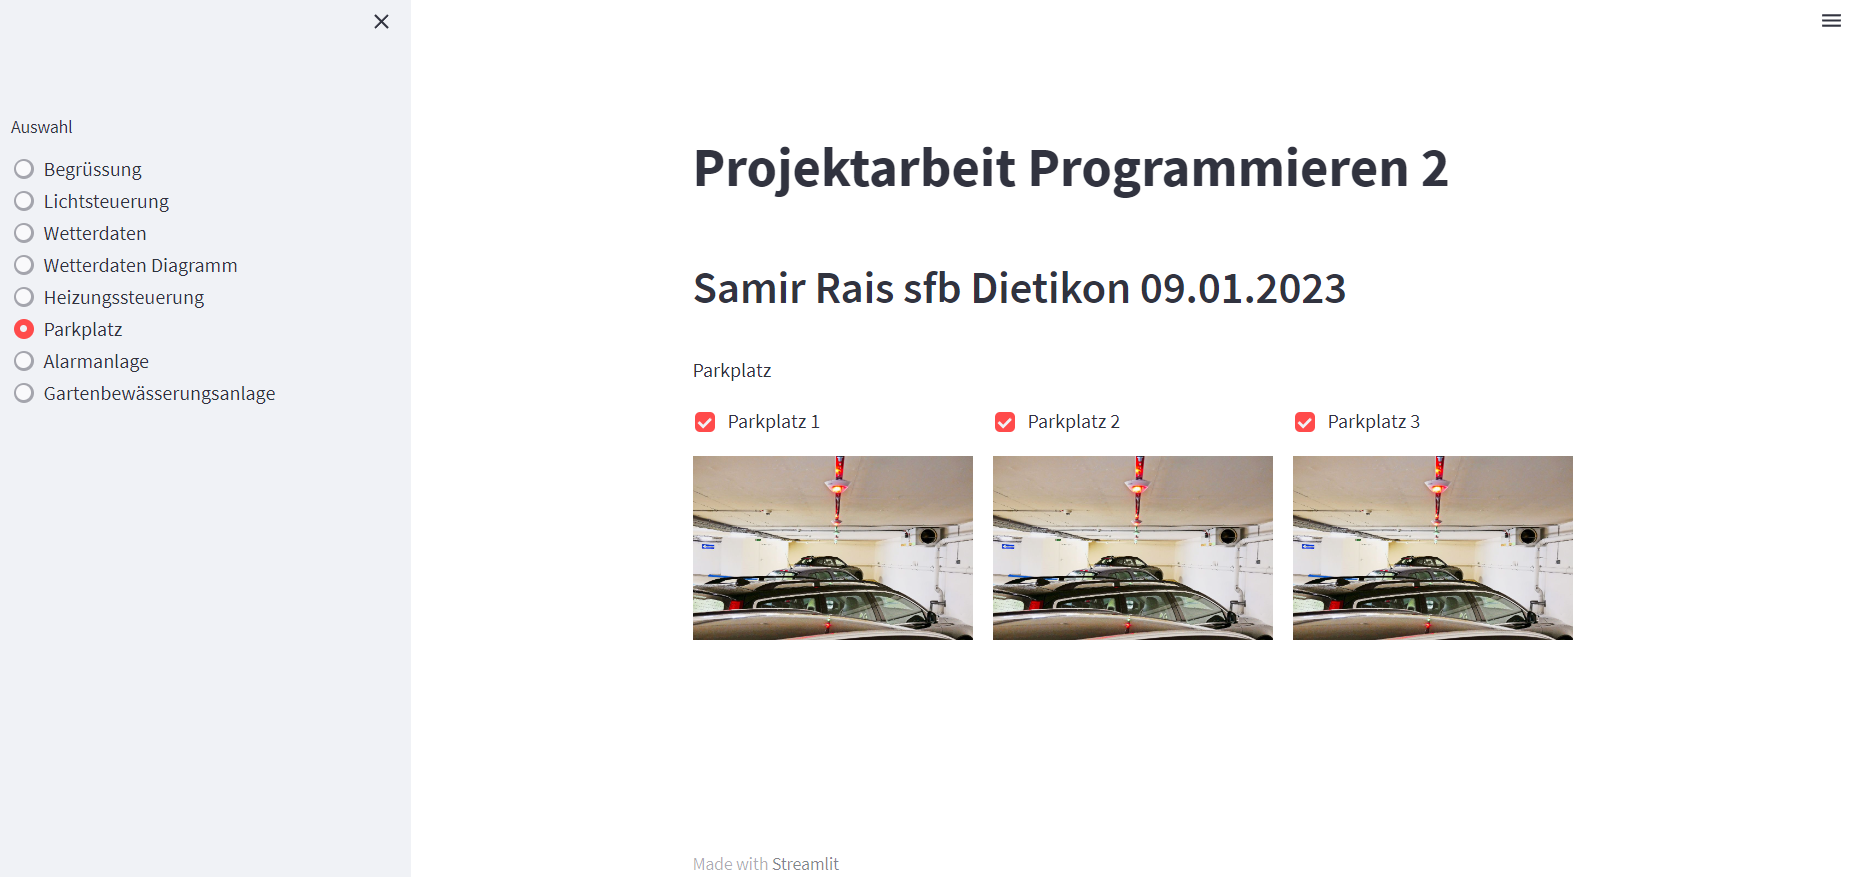 Auswahl
Begrüssung
Lichtsteuerung
Wetterdaten
Wetterdaten Diagramm
Heizungssteuerung
Parkplatz
Alarmanlage
Gartenbewässerungsanlage
Projektarbeit Programmieren 2
Samir Rais sfb Dietikon 09.01.2023
Parkplatz
Parkplatz 1
Parkplatz 2
Parkplatz 3
Made with Streamlit